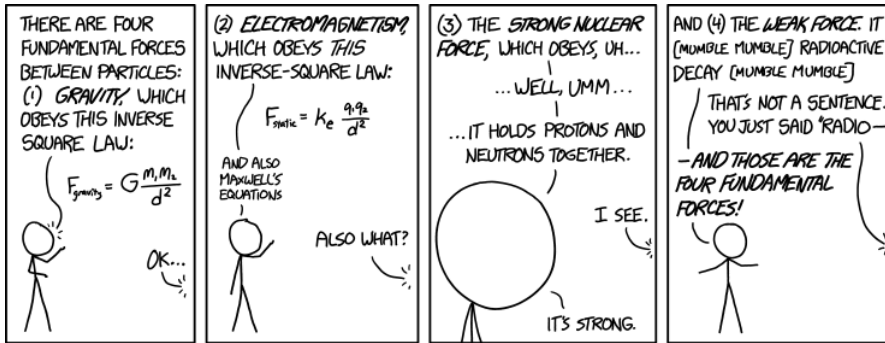 THERE ARE FOUR
FUNDAMENTAL FORCES
BETWEEN PARTICLES:
(1) GRAVITY, WHICH
OBEYS THIS INVERSE
SQUARE LAW:
F_gravity = G m₁m₂/d²
OK...
(2) ELECTROMAGNETISM,
WHICH OBEYS THIS
INVERSE-SQUARE LAW:
F_static = K_e q₁q₂/d²
AND ALSO
MAXWELL'S
EQUATIONS
ALSO WHAT?
(3) THE STRONG NUCLEAR
FORCE, WHICH OBEYS, UH...
...WELL, UMM...
...IT HOLDS PROTONS AND
NEUTRONS TOGETHER.
I SEE.
IT'S STRONG.
AND (4) THE WEAK FORCE. IT
[MUMBLE MUMBLE] RADIOACTIVE
DECAY [MUMBLE MUMBLE]
THAT'S NOT A SENTENCE.
YOU JUST SAID "RADIO—
—AND THOSE ARE THE
FOUR FUNDAMENTAL
FORCES!